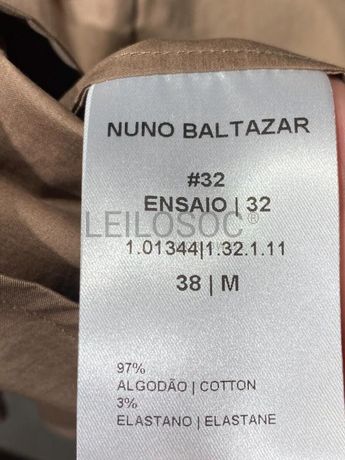 NUNO BALTAZAR
#32
ENSAIO | 32
LEILOSOC®
1.01344|1.32.1.11
38 | M
97%
ALGODÃO | COTTON
3%
ELASTANO | ELASTANE